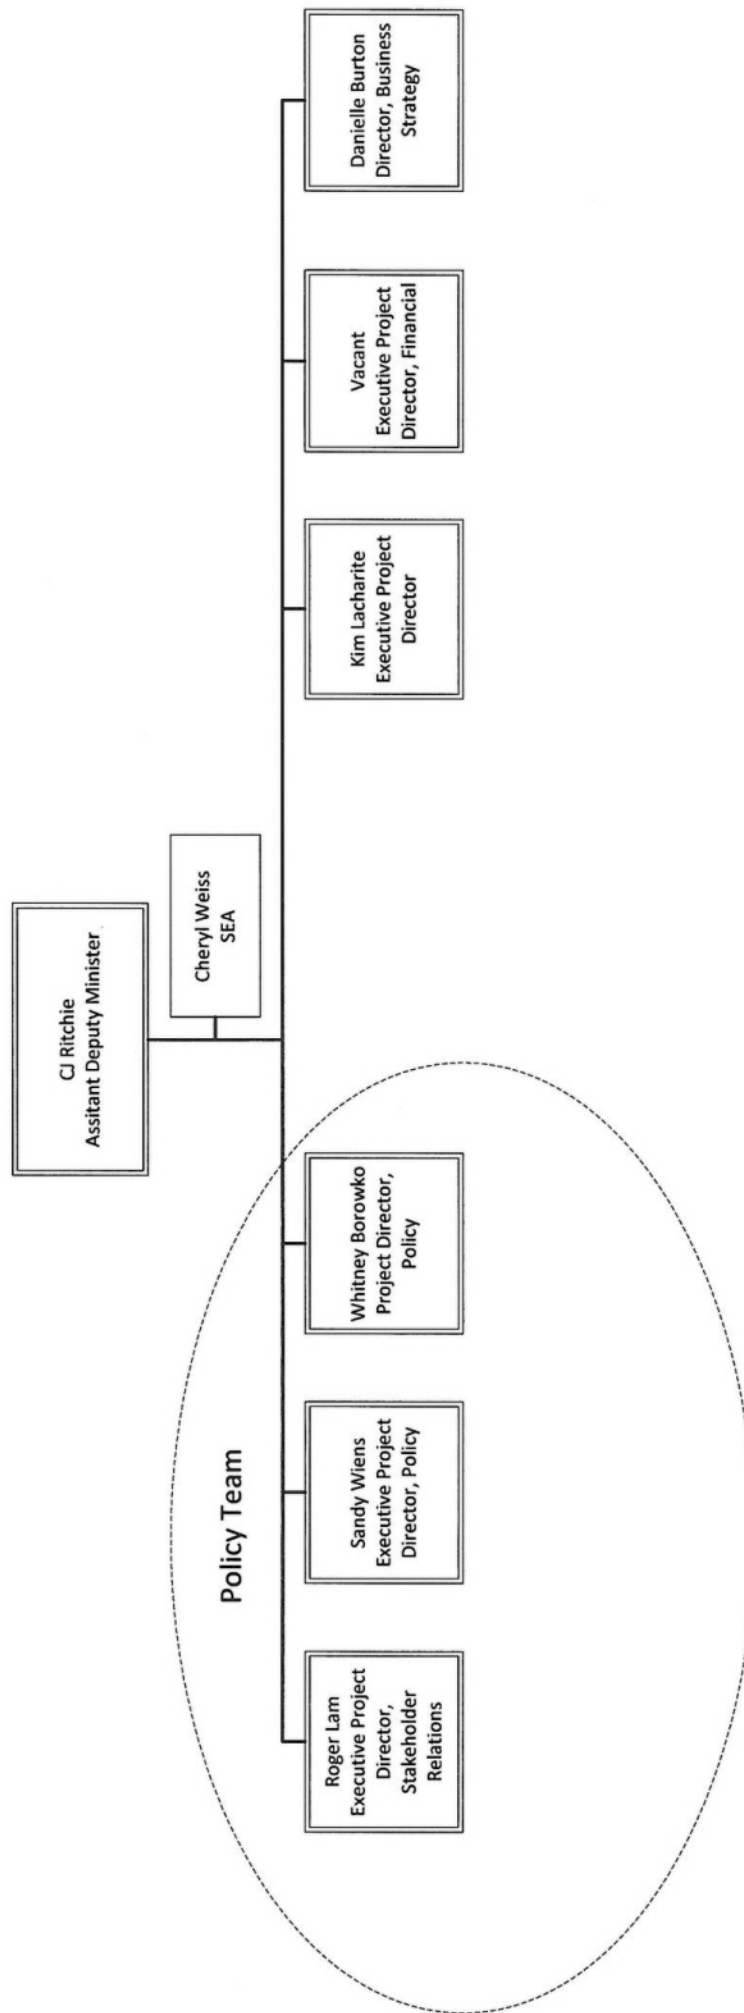 CJ Ritchie
Assitant Deputy Minister
Cheryl Weiss
SEA
Policy Team
Roger Lam
Executive Project
Director,
Stakeholder
Relations
Sandy Wiens
Executive Project
Director, Policy
Whitney Borowko
Project Director,
Policy
Kim Lacharite
Executive Project
Director
Vacant
Executive Project
Director, Financial
Danielle Burton
Director, Business
Strategy